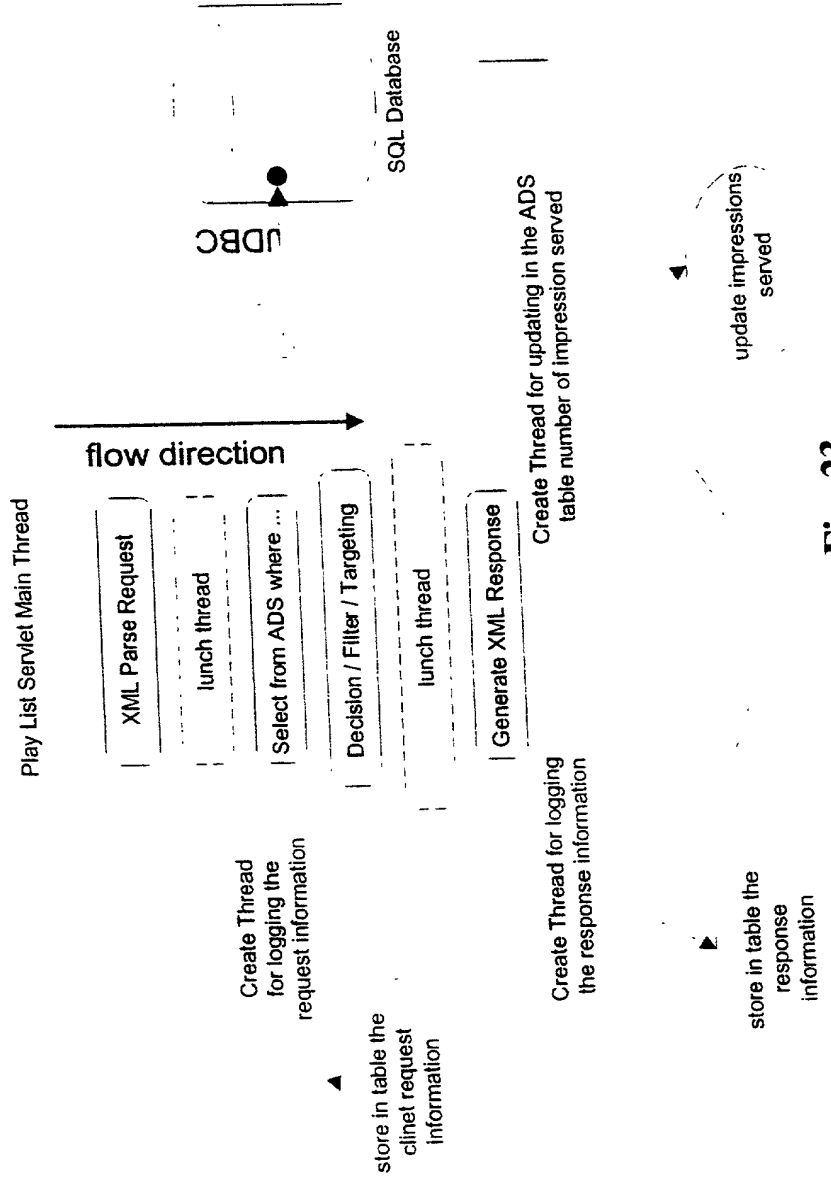 Play List Servlet Main Thread
XML Parse Request
lunch thread
Select from ADS where ...
Decision / Filter / Targeting
lunch thread
Generate XML Response
flow direction
JDBC
SQL Database
Create Thread
for logging the
request information
store in table the
clinet request
information
Create Thread for logging
the response information
store in table the
response
information
Create Thread for updating in the ADS
table number of impression served
update impressions
served